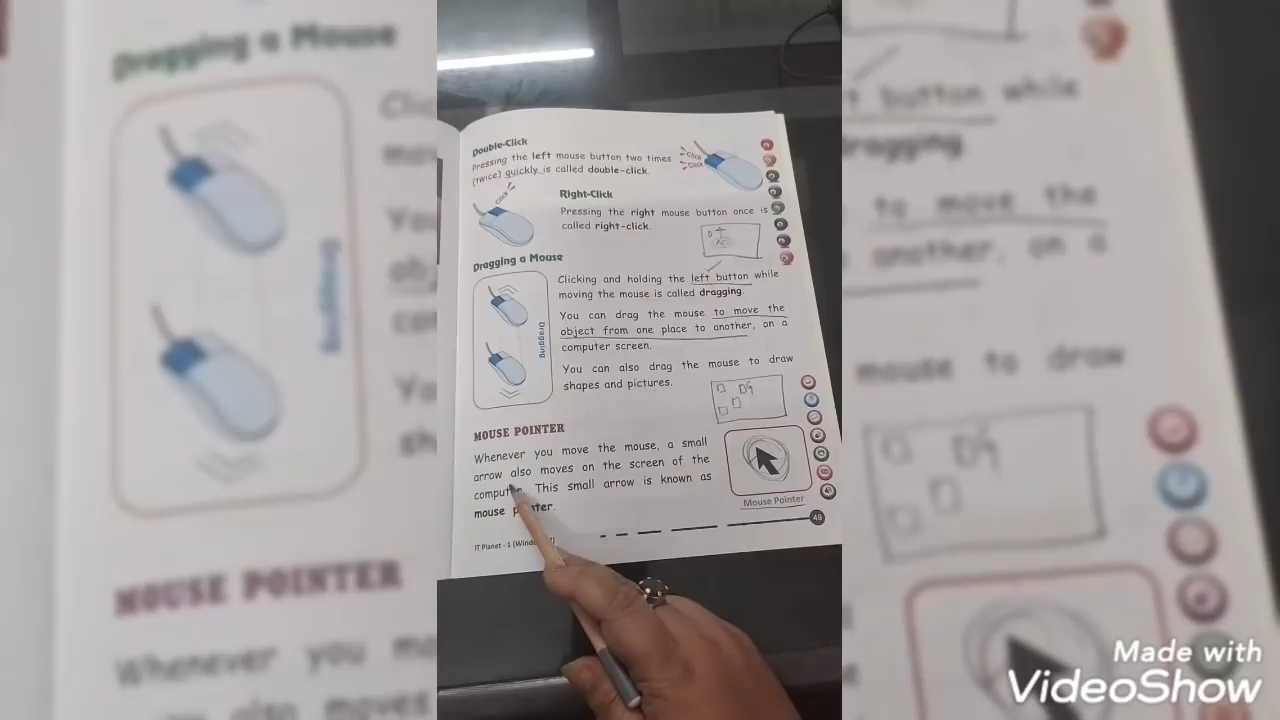 Double-Click
Pressing the left mouse button two times
(twice) quickly is called double-click.
Click
Click
Click
Right-Click
Pressing the right mouse button once is
called right-click.
Dragging a Mouse
Clicking and holding the left button while
moving the mouse is called dragging.
You can drag the mouse to move the
object from one place to another, on a
computer screen.
Dragging
You can also drag the mouse to draw
shapes and pictures.
MOUSE POINTER
Whenever you move the mouse, a small
arrow also moves on the screen of the
computer. This small arrow is known as
mouse pointer.
Mouse Pointer
49
IT Planet - 1
Made with
VideoShow